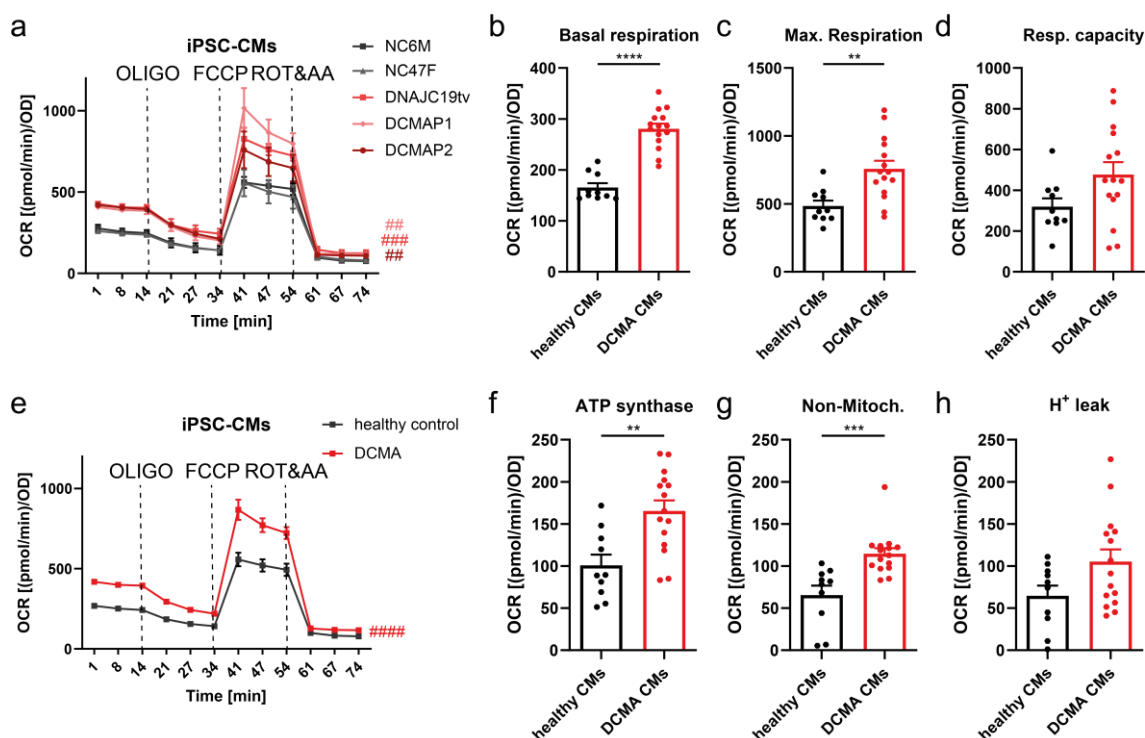 a
iPSC-CMs
OLIGO FCCP ROT&AA
NC6M
NC47F
DNAJC19tv
DCMAP1
DCMAP2
OCR [(pmol/min)/OD]
1000
500
0
##
###
##
1 8 14 21 27 34 41 47 54 61 67 74
Time [min]
b
Basal respiration
****
OCR [(pmol/min)/OD]
400
300
200
100
0
healthy CMs
DCMA CMs
c
Max. Respiration
**
OCR [(pmol/min)/OD]
1500
1000
500
0
healthy CMs
DCMA CMs
d
Resp. capacity
OCR [(pmol/min)/OD]
1000
800
600
400
200
0
healthy CMs
DCMA CMs
e
iPSC-CMs
OLIGO FCCP ROT&AA
healthy control
DCMA
OCR [(pmol/min)/OD]
1000
500
0
####
1 8 14 21 27 34 41 47 54 61 67 74
Time [min]
f
ATP synthase
**
OCR [(pmol/min)/OD]
250
200
150
100
50
0
healthy CMs
DCMA CMs
g
Non-Mitoch.
***
OCR [(pmol/min)/OD]
250
200
150
100
50
0
healthy CMs
DCMA CMs
h
H⁺ leak
OCR [(pmol/min)/OD]
250
200
150
100
50
0
healthy CMs
DCMA CMs